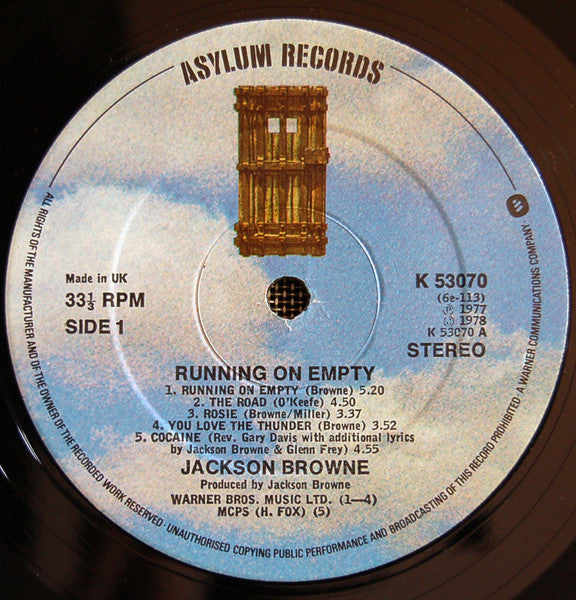 ASYLUM RECORDS
Made in UK
33⅓ RPM
SIDE 1
K 53070
(6e-113)
Ⓟ 1977
© 1978
K 53070 A
STEREO
RUNNING ON EMPTY
1. RUNNING ON EMPTY (Browne) 5.20
2. THE ROAD (O'Keefe) 4.50
3. ROSIE (Browne/Miller) 3.37
4. YOU LOVE THE THUNDER (Browne) 3.52
5. COCAINE (Rev. Gary Davis with additional lyrics
by Jackson Browne & Glenn Frey) 4.55
JACKSON BROWNE
Produced by Jackson Browne
WARNER BROS. MUSIC LTD. (1—4)
MCPS (H. FOX) (5)
ALL RIGHTS OF THE MANUFACTURER AND OF THE OWNER OF THE RECORDED WORK RESERVED · UNAUTHORISED COPYING PUBLIC PERFORMANCE AND BROADCASTING OF THIS RECORD PROHIBITED · A WARNER COMMUNICATIONS COMPANY